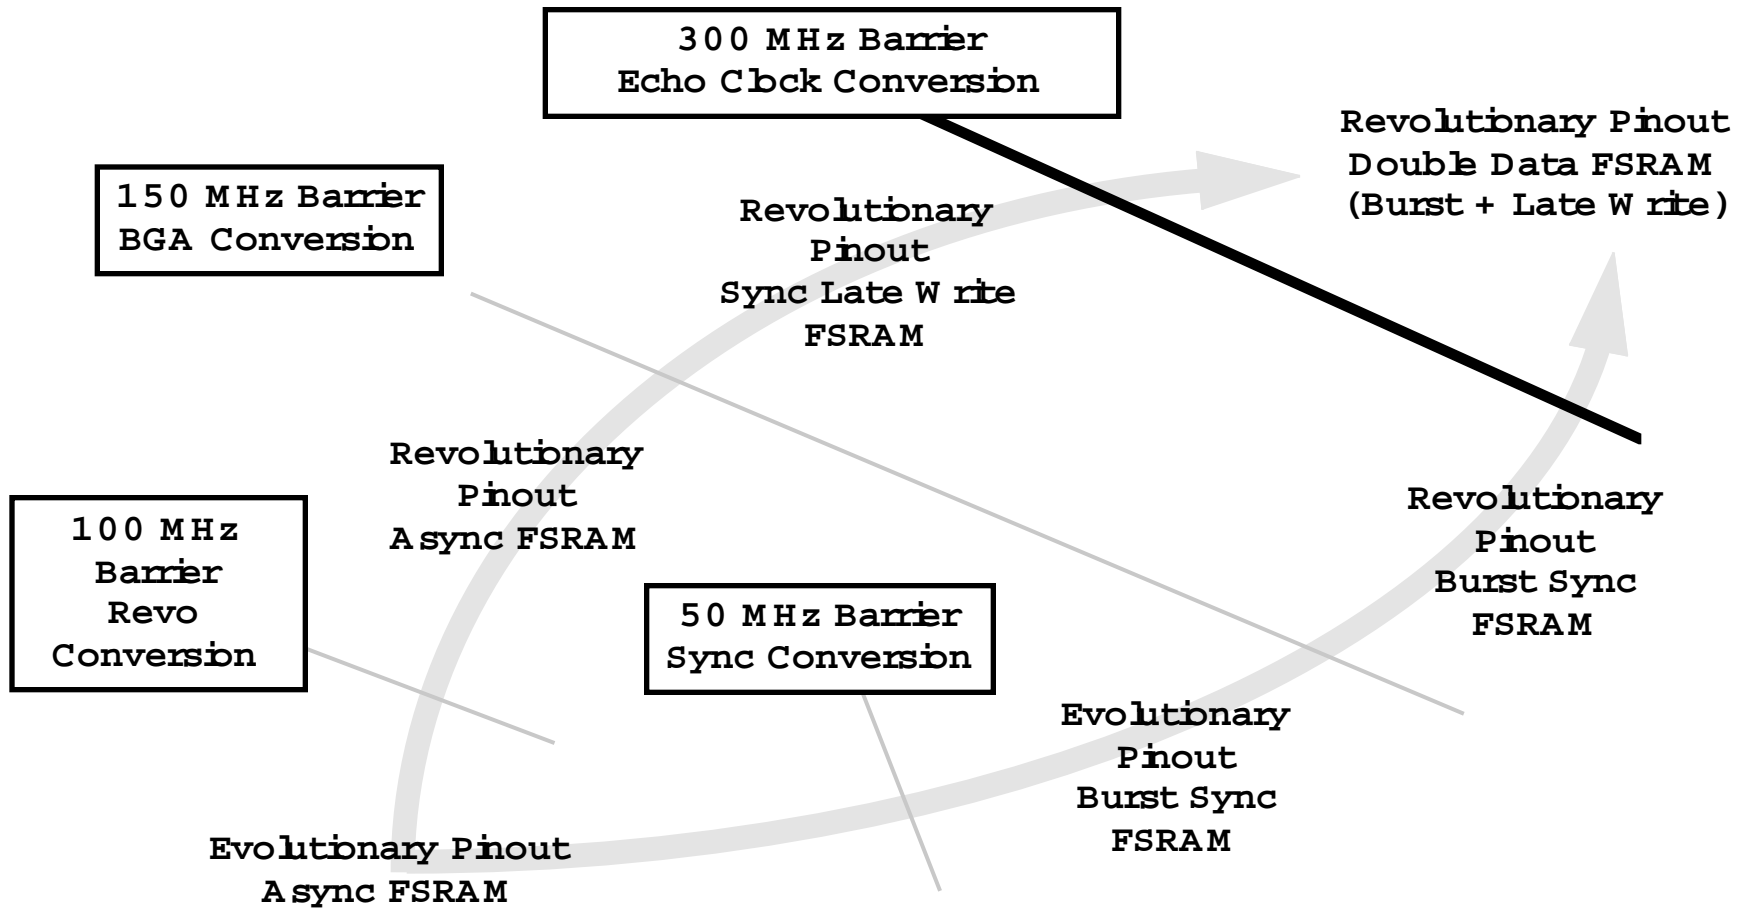 300 MHz Barrier
Echo Clock Conversion
Revolutionary Pinout
Double Data FSRAM
(Burst + Late Write)
150 MHz Barrier
BGA Conversion
Revolutionary
Pinout
Sync Late Write
FSRAM
Revolutionary
Pinout
Async FSRAM
100 MHz
Barrier
Revo
Conversion
Revolutionary
Pinout
Burst Sync
FSRAM
50 MHz Barrier
Sync Conversion
Evolutionary
Pinout
Burst Sync
FSRAM
Evolutionary Pinout
Async FSRAM